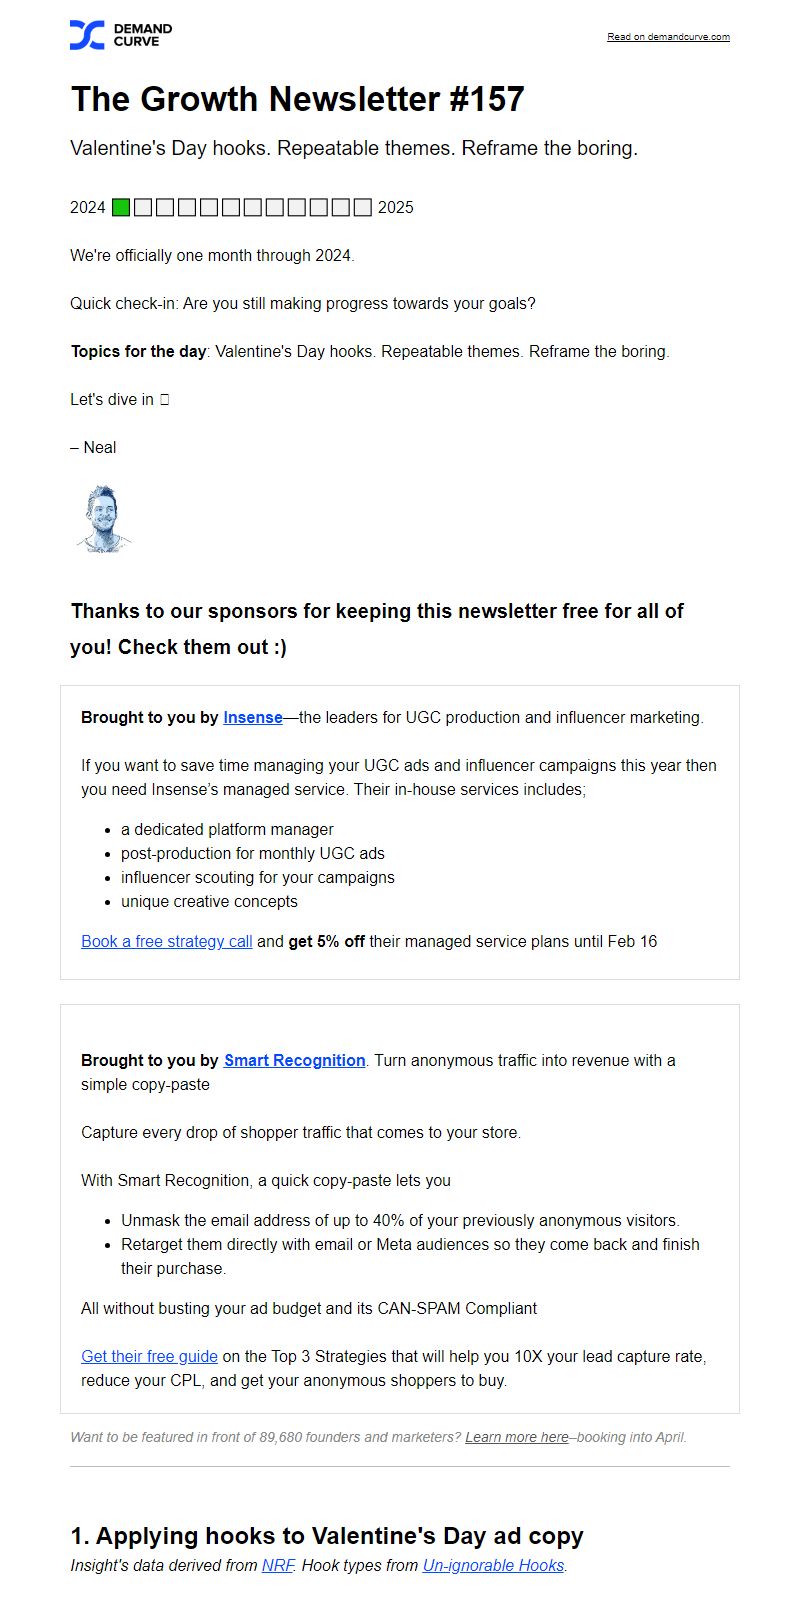 DEMAND
CURVE
Read on demandcurve.com
The Growth Newsletter #157
Valentine's Day hooks. Repeatable themes. Reframe the boring.
2024 2025
We're officially one month through 2024.
Quick check-in: Are you still making progress towards your goals?
Topics for the day: Valentine's Day hooks. Repeatable themes. Reframe the boring.
Let's dive in
– Neal
Thanks to our sponsors for keeping this newsletter free for all of
you! Check them out :)
Brought to you by Insense—the leaders for UGC production and influencer marketing.
If you want to save time managing your UGC ads and influencer campaigns this year then
you need Insense’s managed service. Their in-house services includes;
• a dedicated platform manager
• post-production for monthly UGC ads
• influencer scouting for your campaigns
• unique creative concepts
Book a free strategy call and get 5% off their managed service plans until Feb 16
Brought to you by Smart Recognition. Turn anonymous traffic into revenue with a
simple copy-paste
Capture every drop of shopper traffic that comes to your store.
With Smart Recognition, a quick copy-paste lets you
• Unmask the email address of up to 40% of your previously anonymous visitors.
• Retarget them directly with email or Meta audiences so they come back and finish
their purchase.
All without busting your ad budget and its CAN-SPAM Compliant
Get their free guide on the Top 3 Strategies that will help you 10X your lead capture rate,
reduce your CPL, and get your anonymous shoppers to buy.
Want to be featured in front of 89,680 founders and marketers? Learn more here–booking into April.
1. Applying hooks to Valentine's Day ad copy
Insight's data derived from NRF. Hook types from Un-ignorable Hooks.